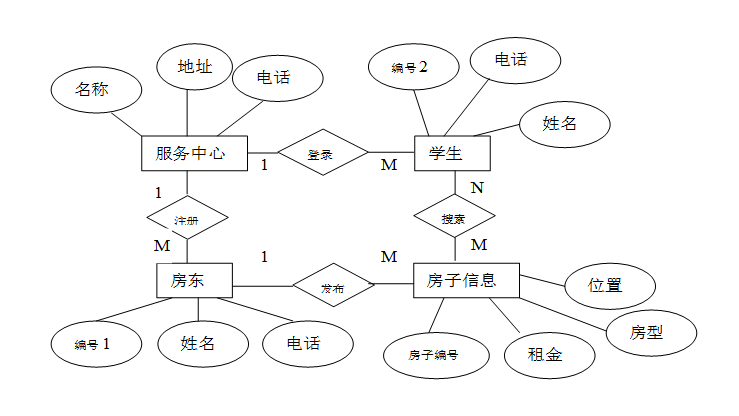 地址
编号2
电话
电话
名称
姓名
服务中心
登录
学生
1
M
1
N
注册
搜索
M
1
M
M
房东
发布
房子信息
位置
编号1
姓名
电话
房子编号
租金
房型